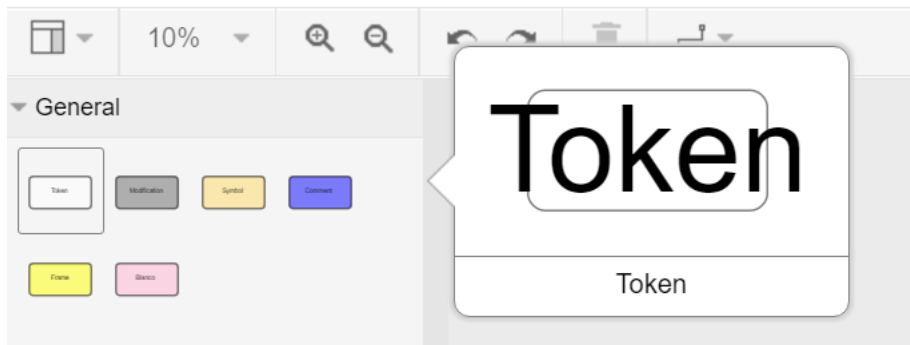 10%
General
Token Modification Symbol Comment
Frame Blanco
Token
Token